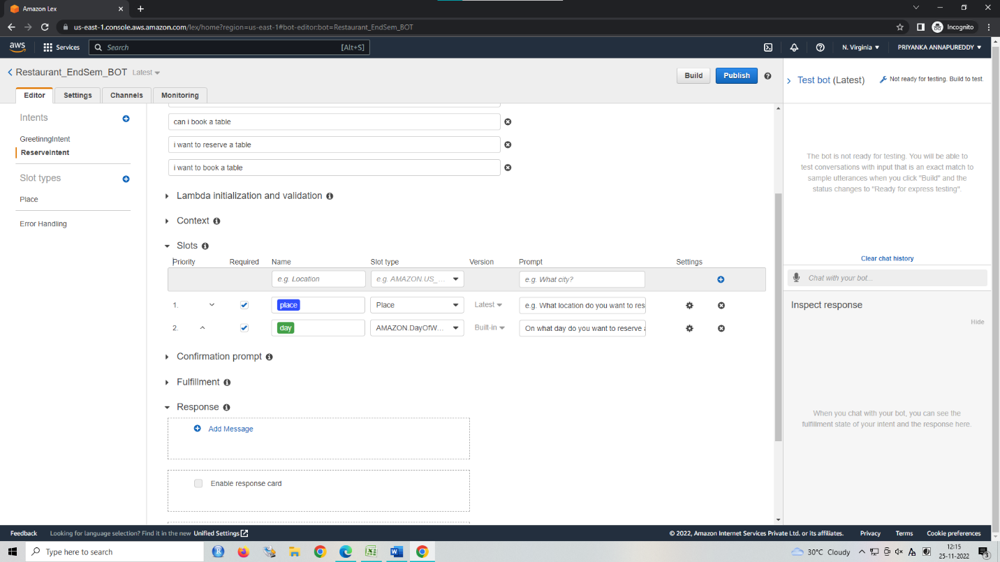 Amazon Lex
us-east-1.console.aws.amazon.com/lex/home?region=us-east-1#bot-editor:bot=Restaurant_EndSem_BOT
Incognito
aws
Services
Search
[Alt+S]
N. Virginia
PRIYANKA ANNAPUREDDY
Restaurant_EndSem_BOT Latest
Build
Publish
Test bot (Latest)
Not ready for testing. Build to test.
Editor
Settings
Channels
Monitoring
Intents
GreetinngIntent
ReserveIntent
Slot types
Place
Error Handling
can i book a table
i want to reserve a table
i want to book a table
Lambda initialization and validation
Context
Slots
Priority Required Name Slot type Version Prompt Settings
e.g. Location e.g. AMAZON.US_... e.g. What city?
1. place Place Latest e.g. What location do you want to res
2. day AMAZON.DayOfW... Built-in On what day do you want to reserve a
Confirmation prompt
Fulfillment
Response
Add Message
Enable response card
The bot is not ready for testing. You will be able to
test conversations with input that is an exact match to
sample utterances when you click "Build" and the
status changes to "Ready for express testing".
Clear chat history
Chat with your bot...
Inspect response
Hide
When you chat with your bot, you can see the
fulfillment state of your intent and the response here.
Feedback
Looking for language selection? Find it in the new Unified Settings
© 2022, Amazon Internet Services Private Ltd. or its affiliates.
Privacy
Terms
Cookie preferences
Type here to search
30°C Cloudy
12:15
25-11-2022
3